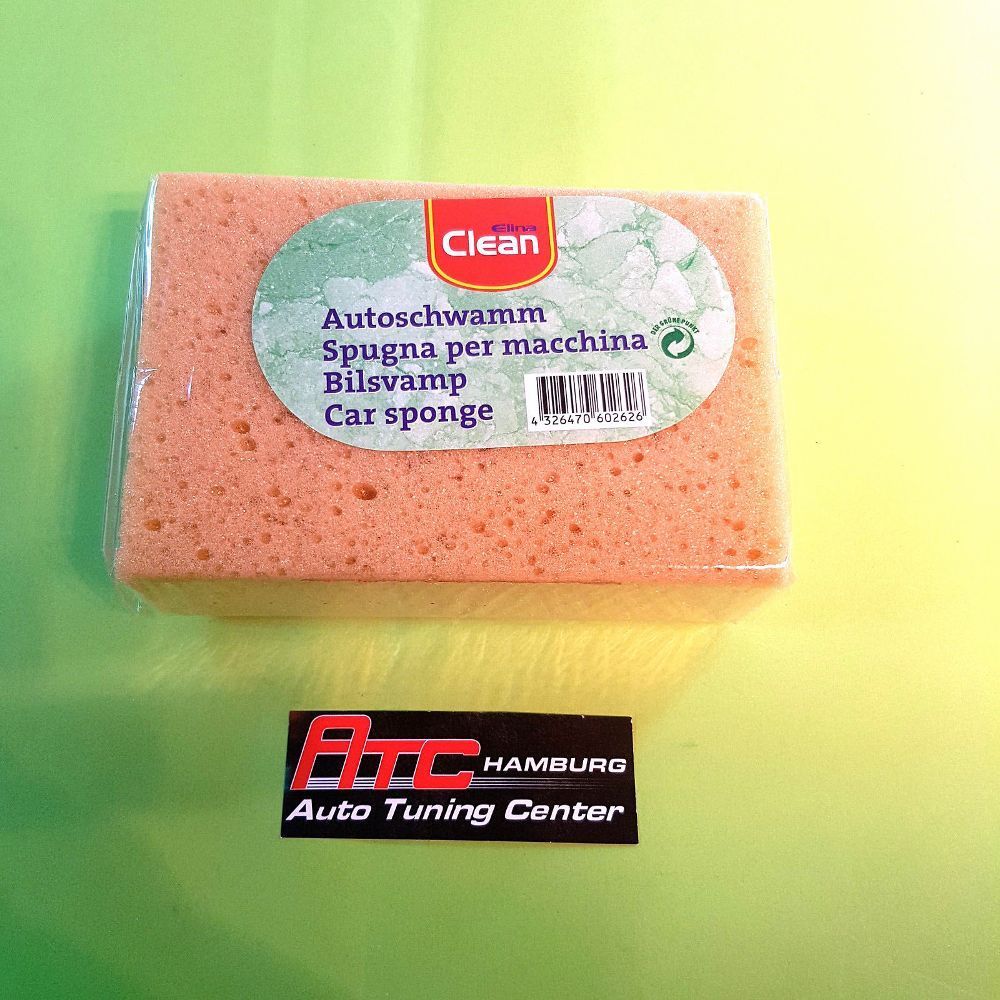 Elina
Clean
Autoschwamm
Spugna per macchina
Bilsvamp
Car sponge
DER GRÜNE PUNKT
4 326470 602626
ATC HAMBURG
Auto Tuning Center